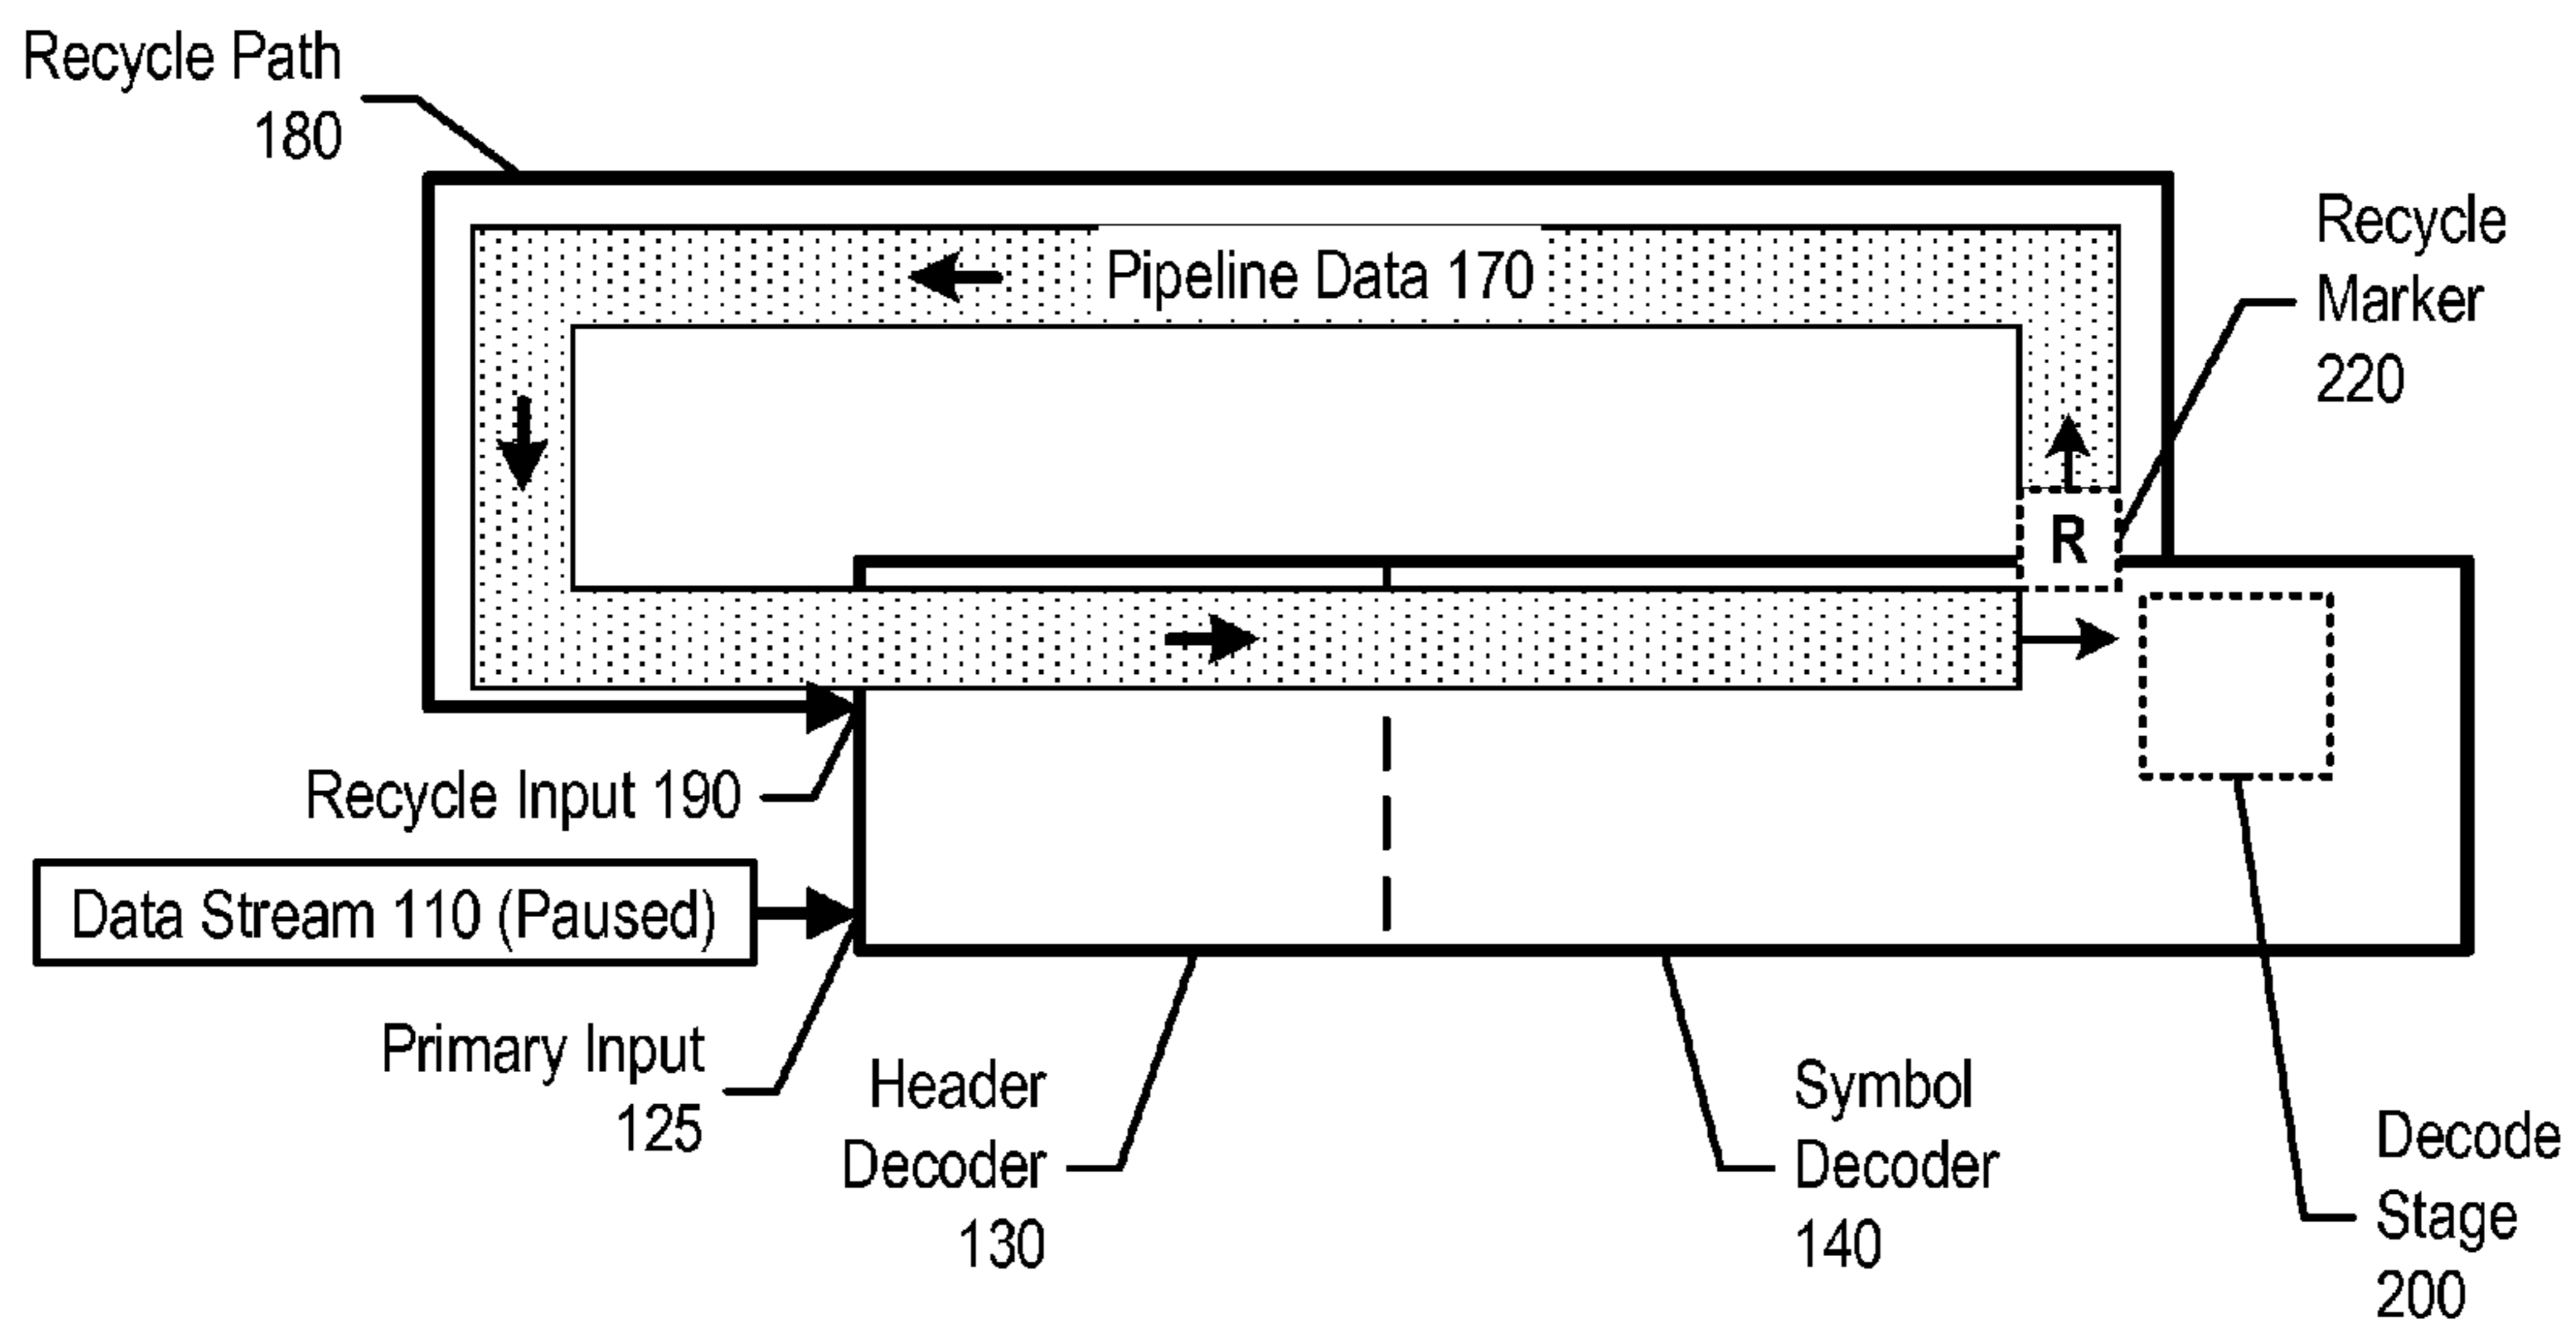 Recycle Path
180
Recycle
Marker
220
Pipeline Data 170
R
Recycle Input 190
Data Stream 110 (Paused)
Primary Input
125
Header
Decoder
130
Symbol
Decoder
140
Decode
Stage
200